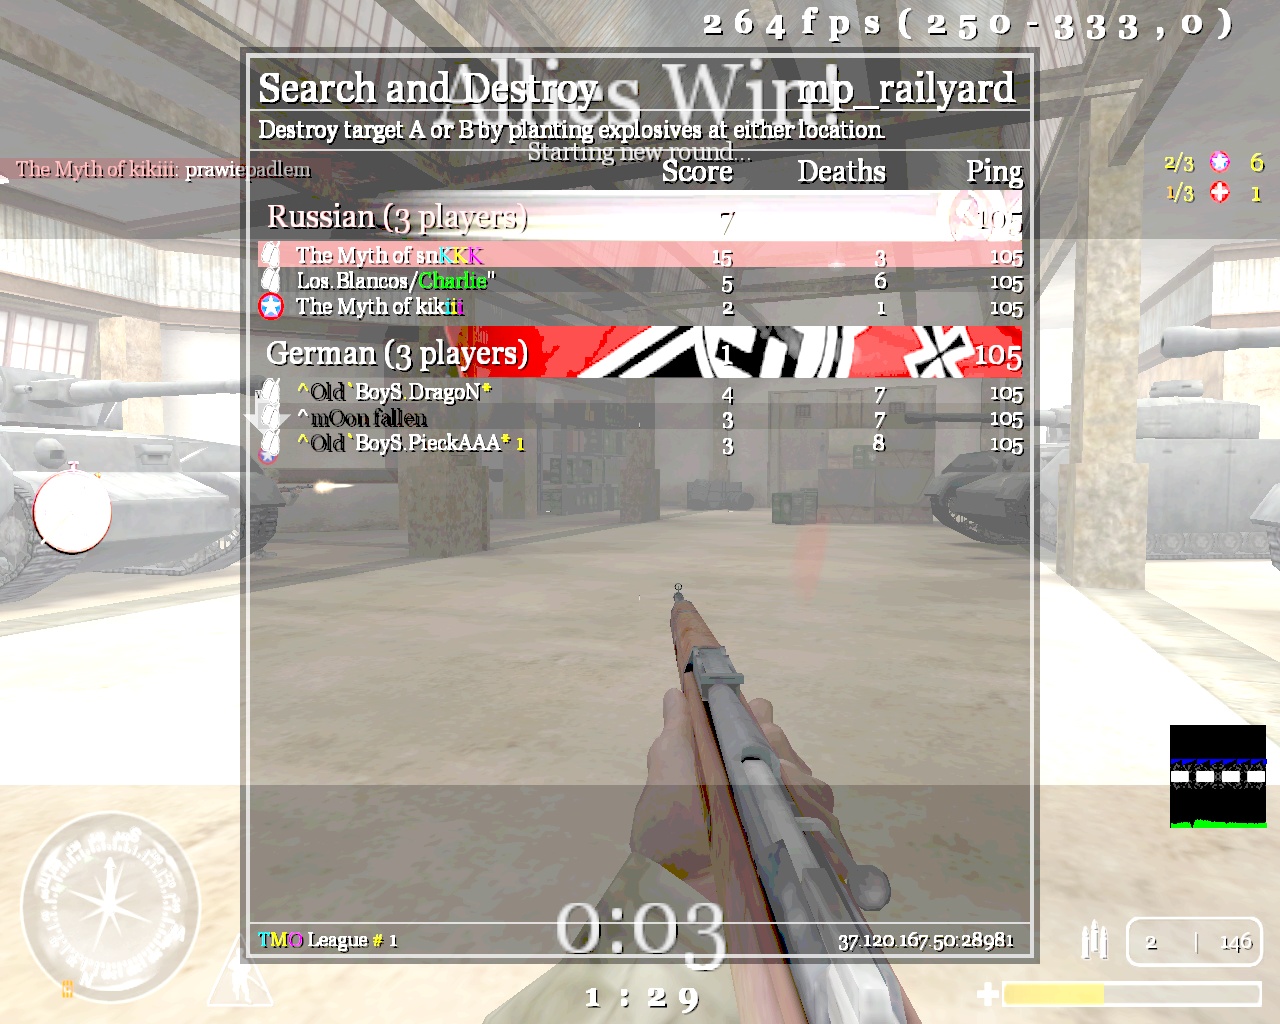 264fps(250-333,0)
Allies Win!
Search and Destroy mp_railyard
Destroy target A or B by planting explosives at either location.
Starting new round...
The Myth of kikiii: prawiepadlem
2/3 6
1/3 1
Score Deaths Ping
Russian (3 players) 7 105
The Myth of snKKK 15 3 105
Los.Blancos/Charlie" 5 6 105
The Myth of kikiii 2 1 105
German (3 players) 1 105
^Old`BoyS.DragoN* 4 7 105
^mOon fallen 3 7 105
^Old`BoyS.PieckAAA* 1 3 8 105
0:03
TMO League # 1 37.120.167.50:28981
2 | 146
1:29